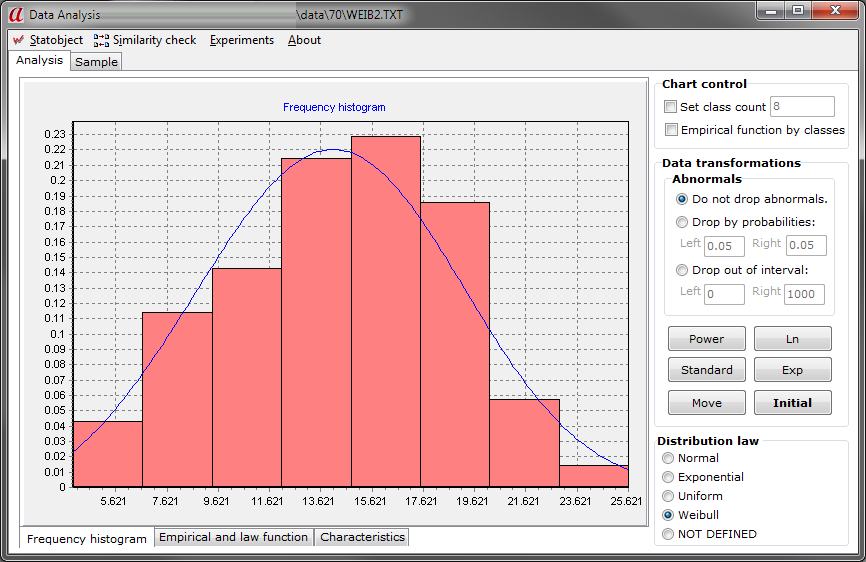 Data Analysis \data\70\WEIB2.TXT
Statobject Similarity check Experiments About
Analysis Sample
Frequency histogram
0.23
0.22
0.21
0.2
0.19
0.18
0.17
0.16
0.15
0.14
0.13
0.12
0.11
0.1
0.09
0.08
0.07
0.06
0.05
0.04
0.03
0.02
0.01
0
5.621 7.621 9.621 11.621 13.621 15.621 17.621 19.621 21.621 23.621 25.621
Frequency histogram Empirical and law function Characteristics
Chart control
Set class count 8
Empirical function by classes
Data transformations
Abnormals
Do not drop abnormals.
Drop by probabilities:
Left 0.05 Right 0.05
Drop out of interval:
Left 0 Right 1000
Power Ln
Standard Exp
Move Initial
Distribution law
Normal
Exponential
Uniform
Weibull
NOT DEFINED